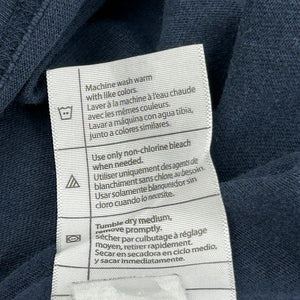 Machine wash warm
with like colors.
Laver à la machine à l'eau chaude
avec les mêmes couleurs.
Lavar a máquina con agua tibia,
junto a colores similares.
Use only non-chlorine bleach
when needed.
Utiliser uniquement des agents de
blanchiment sans chlore au besoin.
Usar solamente blanqueador sin
cloro cuando lo necesite.
Tumble dry medium,
remove promptly.
Sécher par culbutage à réglage
moyen, retirer rapidement.
Secar en secadora en ciclo medio,
y sacar inmediatamente.